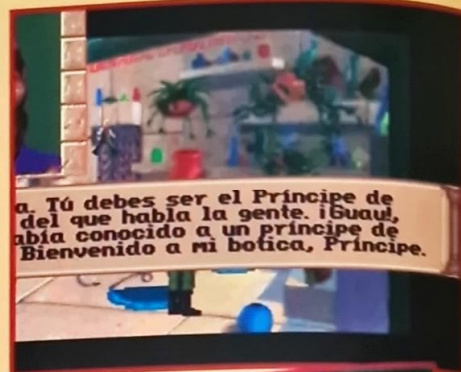 a. Tú debes ser el Príncipe de
del que habla la gente. ¡Guau!,
abía conocido a un príncipe de
Bienvenido a mi botica, Príncipe.